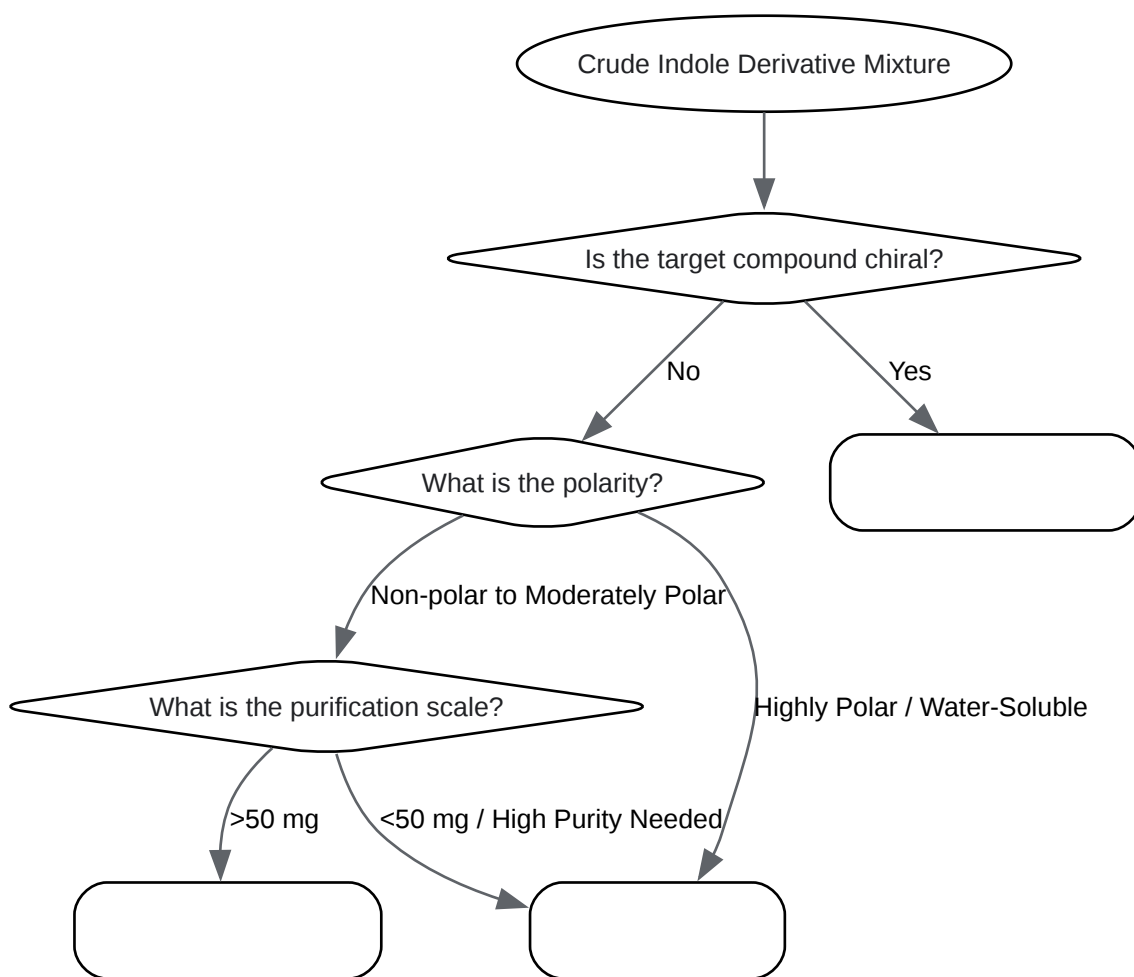 Crude Indole Derivative Mixture
Is the target compound chiral?
No
Yes
What is the polarity?
Non-polar to Moderately Polar
What is the purification scale?
Highly Polar / Water-Soluble
>50 mg
<50 mg / High Purity Needed